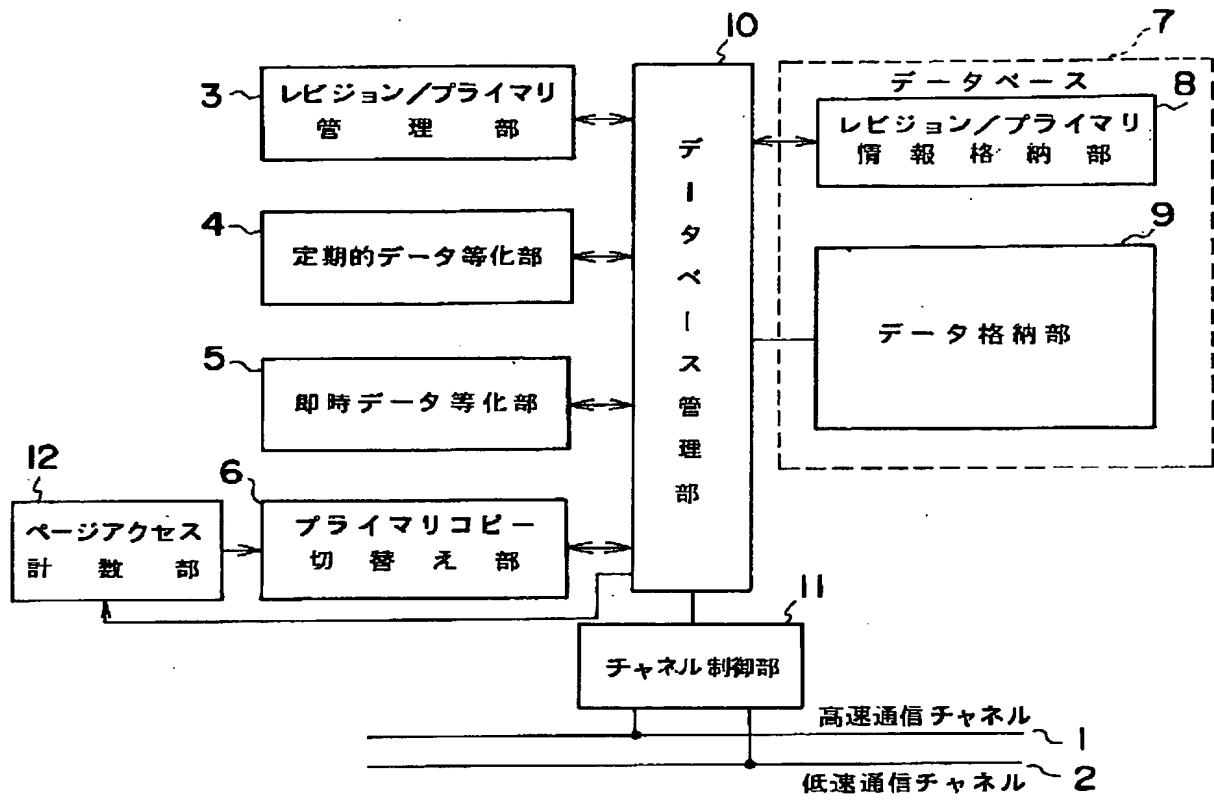 10
7
3
レビジョン/プライマリ
管理部
データベース
8
レビジョン/プライマリ
情報格納部
データベース管理部
4
定期的データ等化部
9
データ格納部
5
即時データ等化部
12
ページアクセス
計数部
6
プライマリコピー
切替え部
11
チャネル制御部
高速通信チャネル
1
2
低速通信チャネル